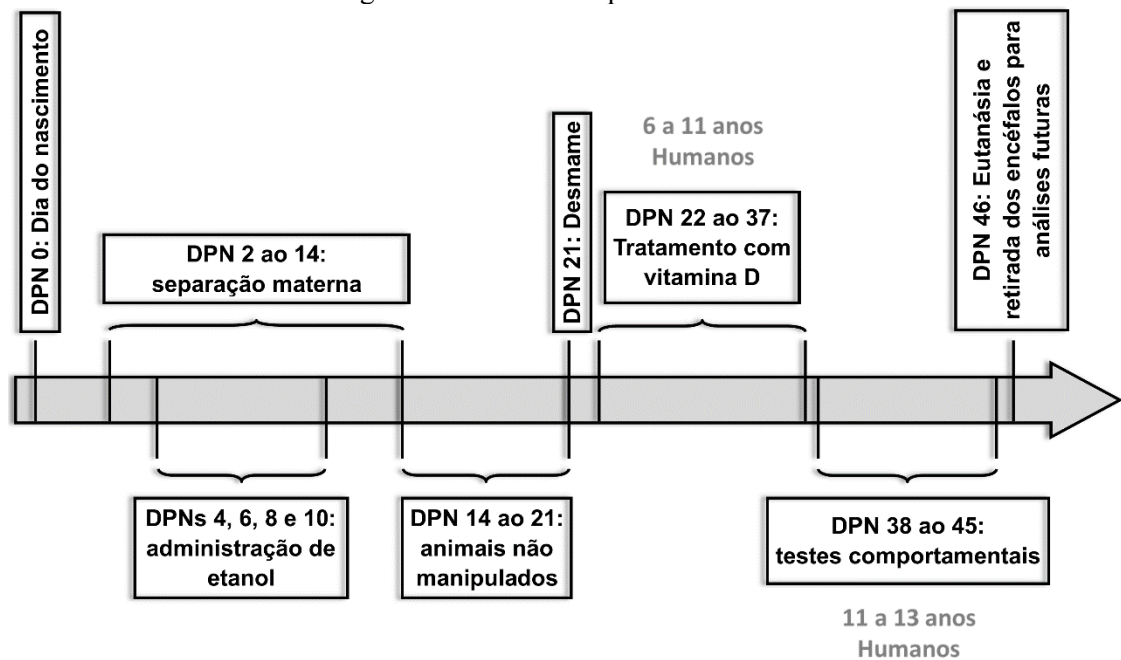 DPN 0: Dia do nascimento
DPN 2 ao 14:
separação materna
DPNs 4, 6, 8 e 10:
administração de
etanol
DPN 14 ao 21:
animais não
manipulados
DPN 21: Desmame
6 a 11 anos
Humanos
DPN 22 ao 37:
Tratamento com
vitamina D
DPN 38 ao 45:
testes comportamentais
11 a 13 anos
Humanos
DPN 46: Eutanásia e
retirada dos encéfalos para
análises futuras